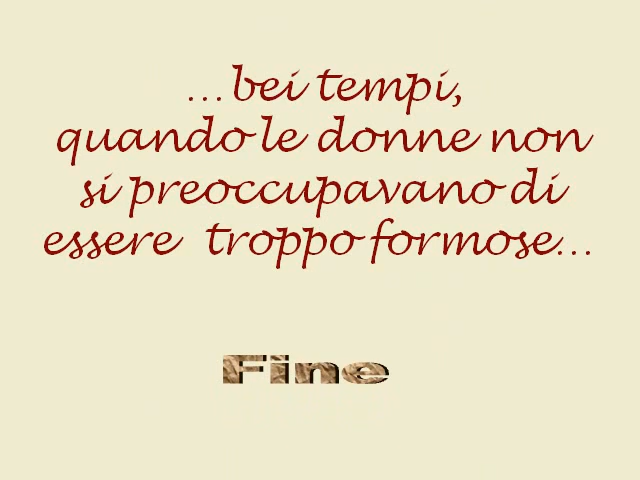 ...bei tempi,
quando le donne non
si preoccupavano di
essere troppo formose...
Fine